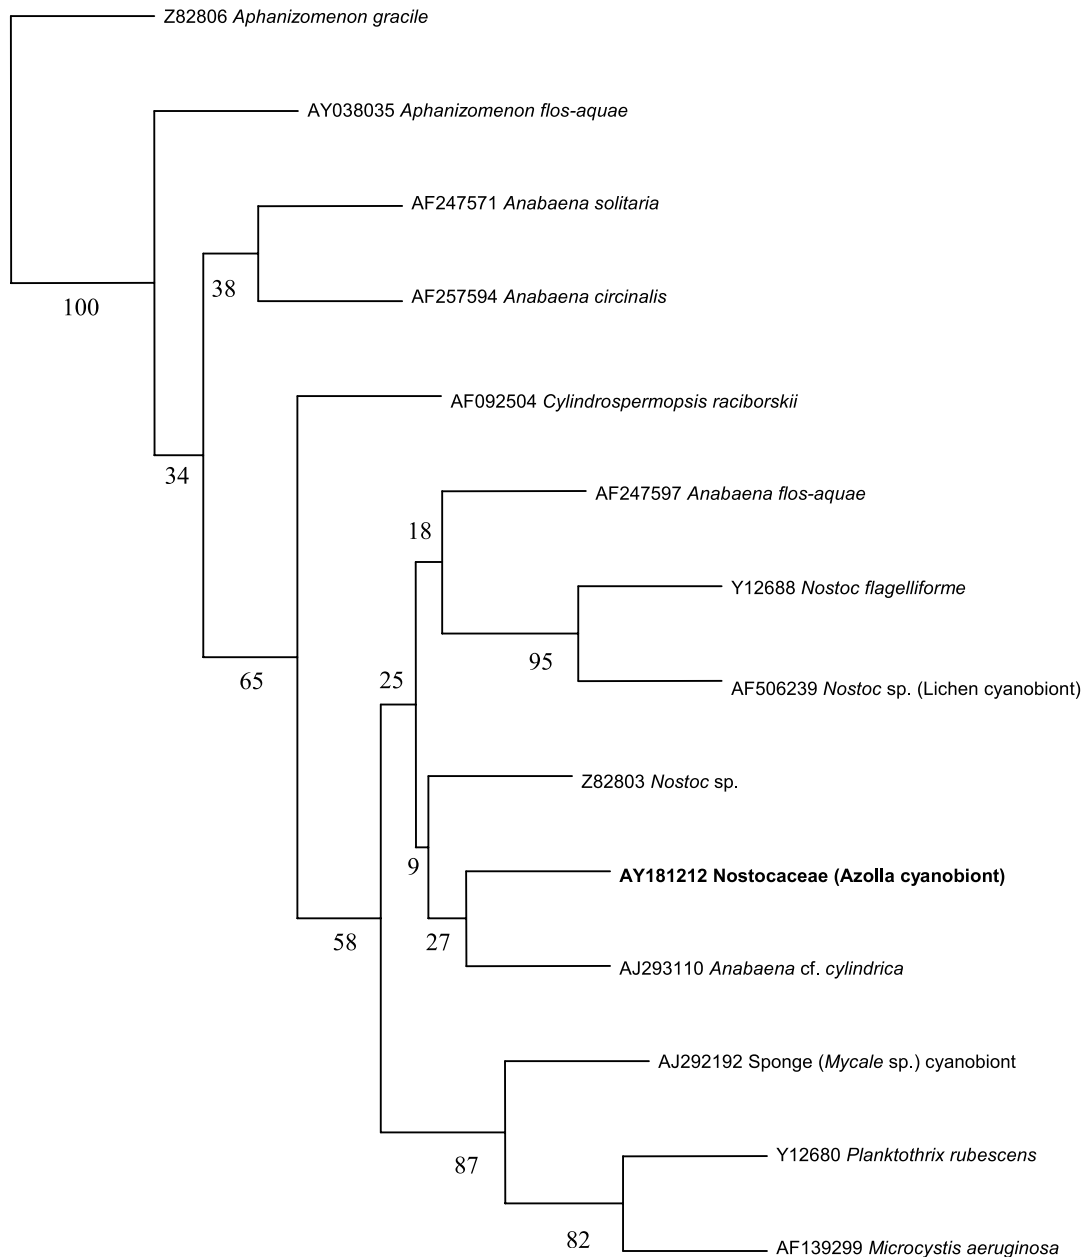 Z82806 Aphanizomenon gracile
AY038035 Aphanizomenon flos-aquae
AF247571 Anabaena solitaria
38
AF257594 Anabaena circinalis
100
AF092504 Cylindrospermopsis raciborskii
34
AF247597 Anabaena flos-aquae
18
Y12688 Nostoc flagelliforme
95
65
25
AF506239 Nostoc sp. (Lichen cyanobiont)
Z82803 Nostoc sp.
9
AY181212 Nostocaceae (Azolla cyanobiont)
58
27
AJ293110 Anabaena cf. cylindrica
AJ292192 Sponge (Mycale sp.) cyanobiont
87
Y12680 Planktothrix rubescens
82
AF139299 Microcystis aeruginosa